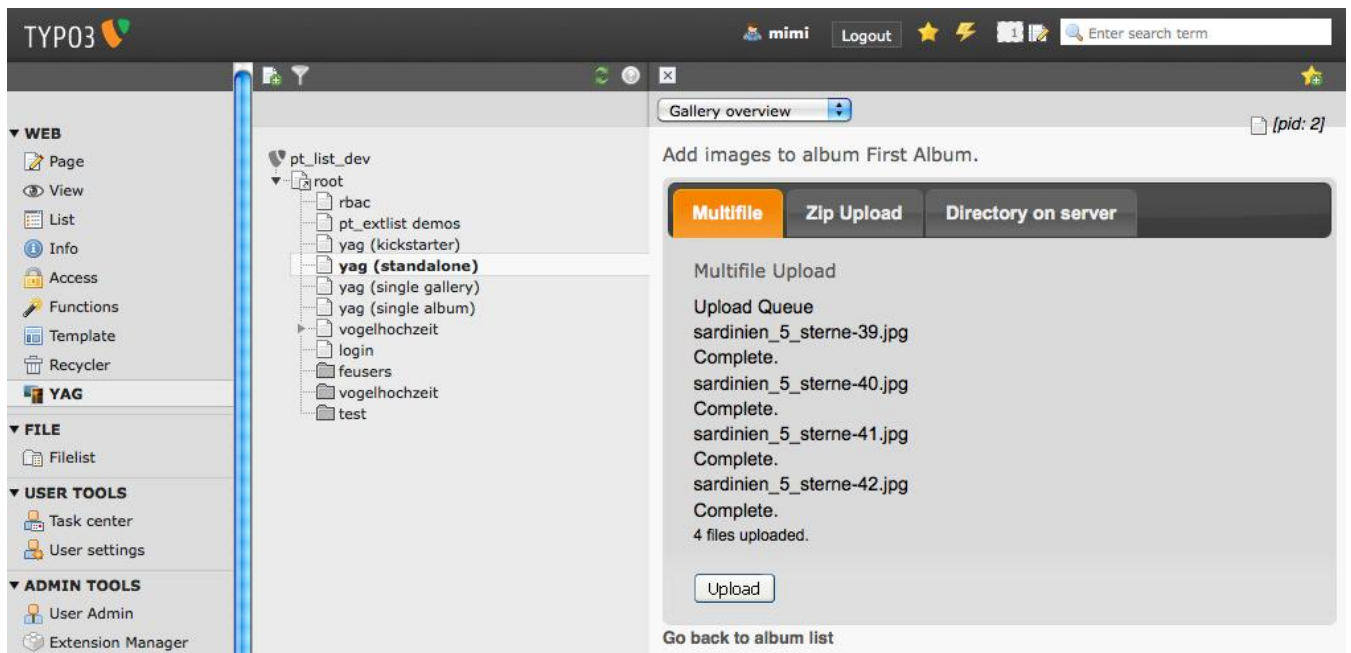 TYPO3
mimi
Logout
1
Enter search term
Gallery overview
[pid: 2]
WEB
Page
View
List
Info
Access
Functions
Template
Recycler
YAG
FILE
Filelist
USER TOOLS
Task center
User settings
ADMIN TOOLS
User Admin
Extension Manager
pt_list_dev
root
rbac
pt_extlist demos
yag (kickstarter)
yag (standalone)
yag (single gallery)
yag (single album)
vogelhochzeit
login
feusers
vogelhochzeit
test
Add images to album First Album.
Multifile Zip Upload Directory on server
Multifile Upload
Upload Queue
sardinien_5_sterne-39.jpg
Complete.
sardinien_5_sterne-40.jpg
Complete.
sardinien_5_sterne-41.jpg
Complete.
sardinien_5_sterne-42.jpg
Complete.
4 files uploaded.
Upload
Go back to album list